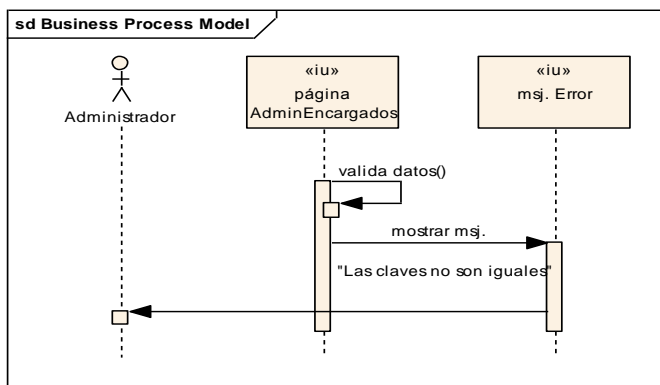 sd Business Process Model
Administrador
«iu»
página
AdminEncargados
«iu»
msj. Error
valida datos()
mostrar msj.
"Las claves no son iguales"